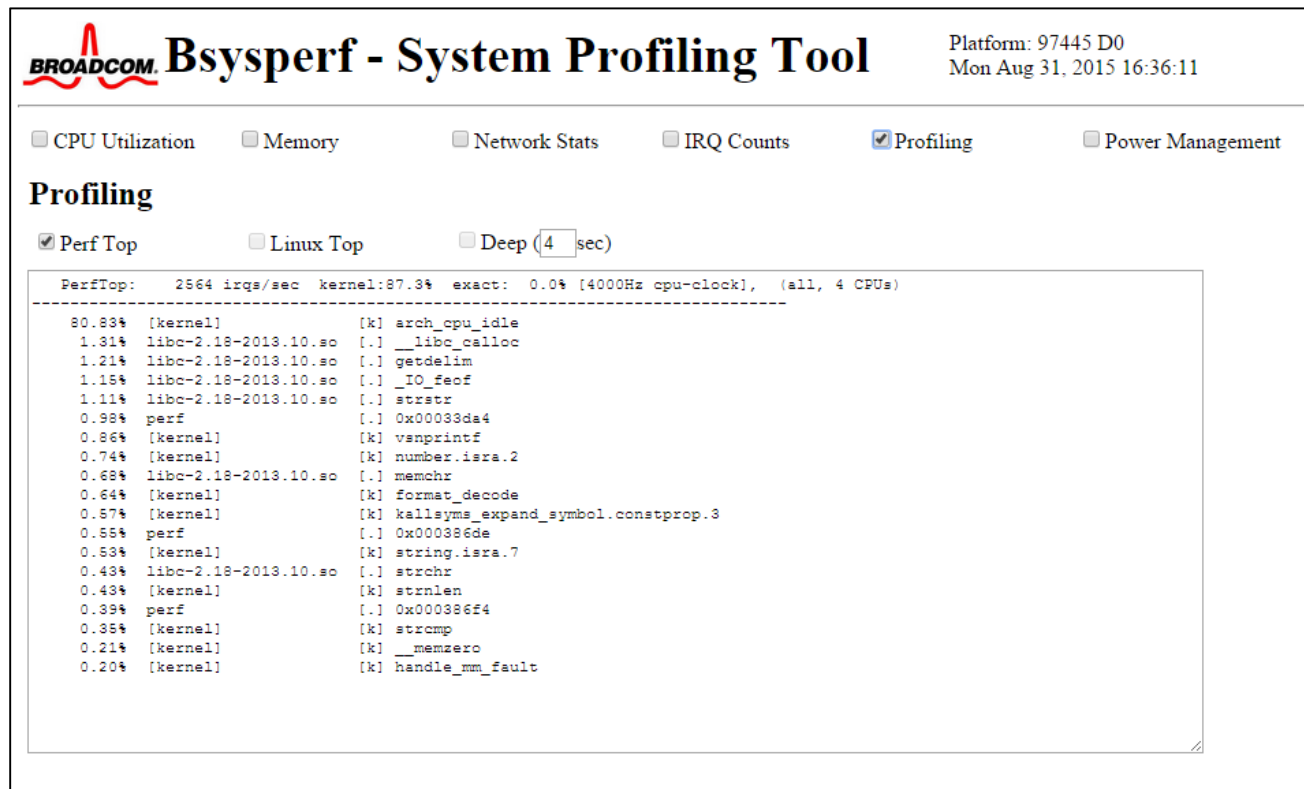 BROADCOM. Bsysperf - System Profiling Tool
Platform: 97445 D0
Mon Aug 31, 2015 16:36:11
CPU Utilization Memory Network Stats IRQ Counts Profiling Power Management
Profiling
Perf Top Linux Top Deep (4 sec)
PerfTop: 2564 irqs/sec kernel:87.3% exact: 0.0% [4000Hz cpu-clock], (all, 4 CPUs)
--------------------------------------------------------------------------------
80.83% [kernel] [k] arch_cpu_idle
1.31% libc-2.18-2013.10.so [.] __libc_calloc
1.21% libc-2.18-2013.10.so [.] getdelim
1.15% libc-2.18-2013.10.so [.] _IO_feof
1.11% libc-2.18-2013.10.so [.] strstr
0.98% perf [.] 0x00033da4
0.86% [kernel] [k] vsnprintf
0.74% [kernel] [k] number.isra.2
0.68% libc-2.18-2013.10.so [.] memchr
0.64% [kernel] [k] format_decode
0.57% [kernel] [k] kallsyms_expand_symbol.constprop.3
0.55% perf [.] 0x000386de
0.53% [kernel] [k] string.isra.7
0.43% libc-2.18-2013.10.so [.] strchr
0.43% [kernel] [k] strnlen
0.39% perf [.] 0x000386f4
0.35% [kernel] [k] strcmp
0.21% [kernel] [k] __memzero
0.20% [kernel] [k] handle_mm_fault